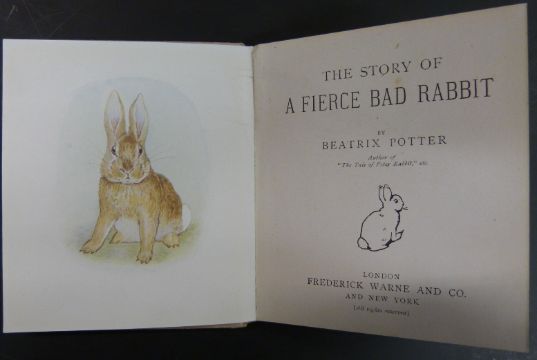 THE STORY OF
A FIERCE BAD RABBIT
BY
BEATRIX POTTER
Author of
"The Tale of Peter Rabbit," etc.
LONDON
FREDERICK WARNE AND CO.
AND NEW YORK
[All rights reserved]